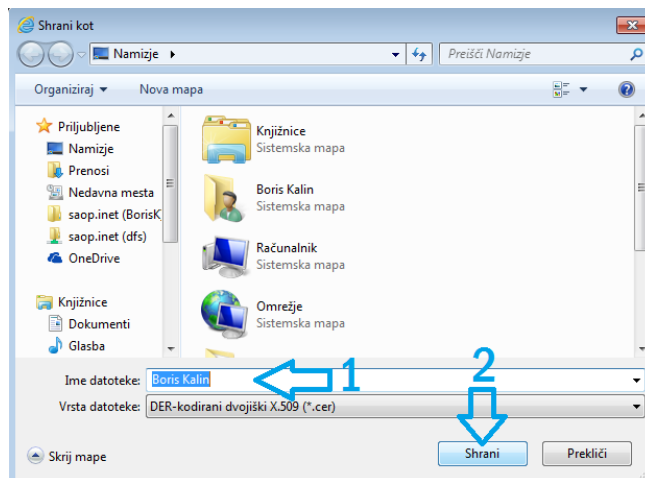 Shrani kot
Namizje
Preišči Namizje
Organiziraj
Nova mapa
Priljubljene
Namizje
Prenosi
Nedavna mesta
saop.inet (BorisK
saop.inet (dfs)
OneDrive
Knjižnice
Dokumenti
Glasba
Knjižnice
Sistemska mapa
Boris Kalin
Sistemska mapa
Računalnik
Sistemska mapa
Omrežje
Sistemska mapa
Ime datoteke: Boris Kalin
1
2
Vrsta datoteke: DER-kodirani dvojiški X.509 (*.cer)
Skrij mape
Shrani
Prekliči